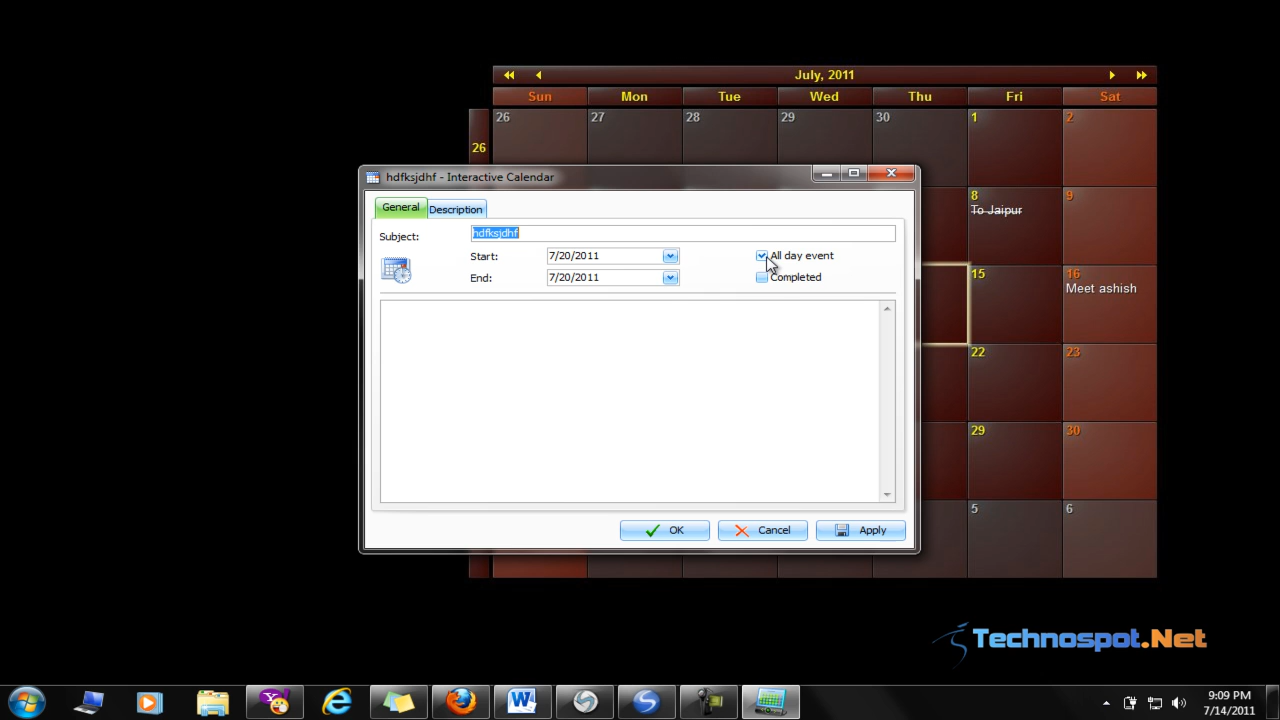 July, 2011
Sun Mon Tue Wed Thu Fri Sat
26 27 28 29 30 1 2
26
hdfksjdhf - Interactive Calendar
8 9
To Jaipur
General Description
Subject: hdfksjdhf
Start: 7/20/2011 All day event
End: 7/20/2011 Completed
15 16
Meet ashish
22 23
29 30
5 6
OK Cancel Apply
Technospot.Net
9:09 PM
7/14/2011